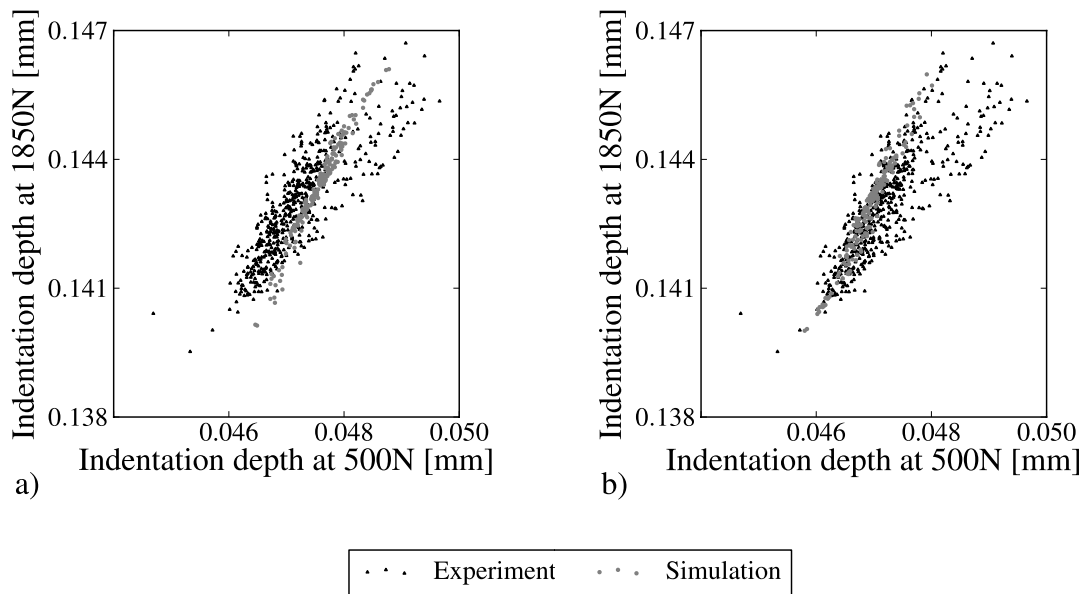 Indentation depth at 1850N [mm]
0.147
0.144
0.141
0.138
0.046 0.048 0.050
Indentation depth at 500N [mm]
a)
Indentation depth at 1850N [mm]
0.147
0.144
0.141
0.138
0.046 0.048 0.050
Indentation depth at 500N [mm]
b)
Experiment Simulation